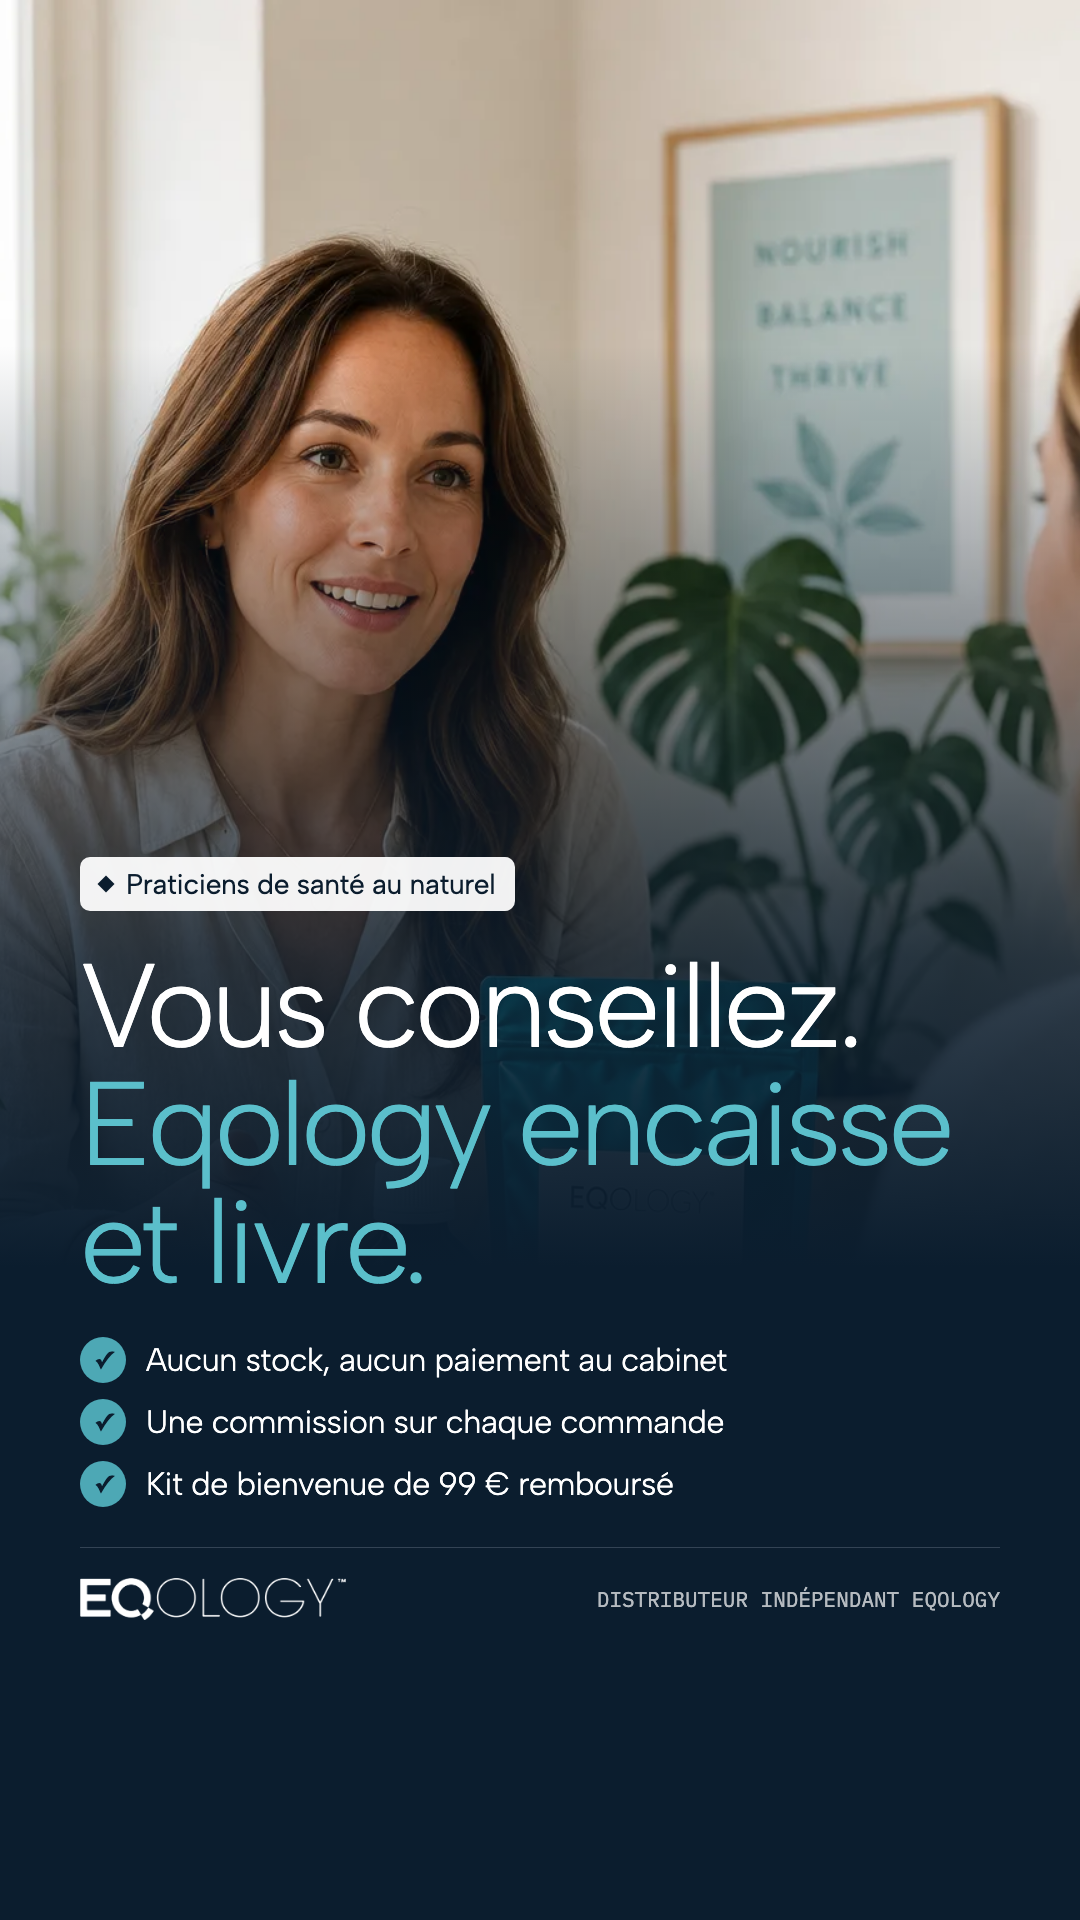 NOURISH
BALANCE
THRIVE
◆ Praticiens de santé au naturel
Vous conseillez.
Eqology encaisse
et livre.
EQOLOGY
✓ Aucun stock, aucun paiement au cabinet
✓ Une commission sur chaque commande
✓ Kit de bienvenue de 99 € remboursé
EQOLOGY™
DISTRIBUTEUR INDÉPENDANT EQOLOGY